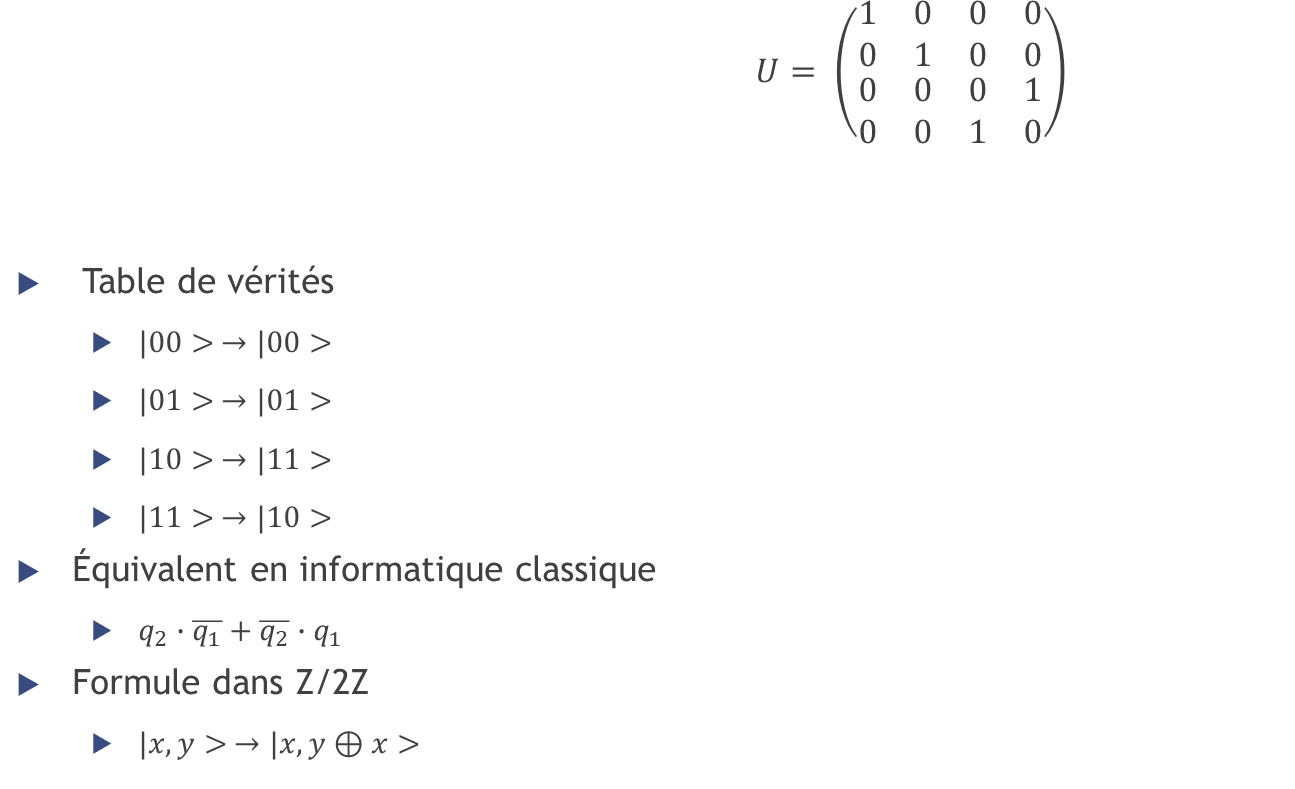 U = (1 0 0 0
0 1 0 0
0 0 0 1
0 0 1 0)
▶ Table de vérités
▶ |00 > → |00 >
▶ |01 > → |01 >
▶ |10 > → |11 >
▶ |11 > → |10 >
▶ Équivalent en informatique classique
▶ q₂ · q̅₁ + q̅₂ · q₁
▶ Formule dans Z/2Z
▶ |x, y > → |x, y ⊕ x >